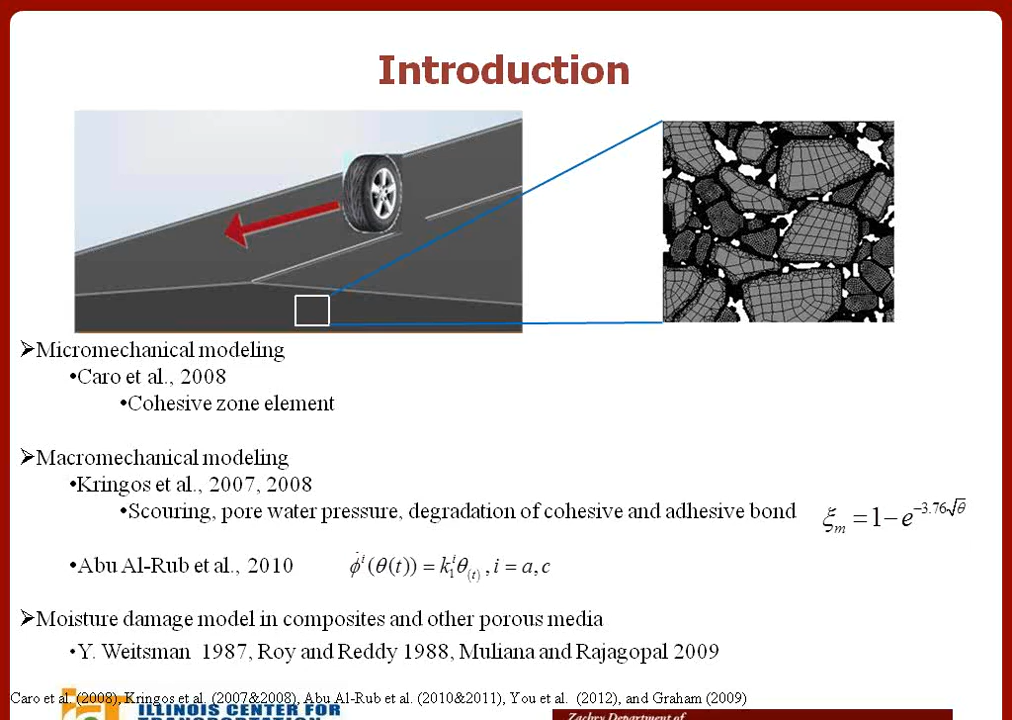 Introduction
➢Micromechanical modeling
•Caro et al., 2008
•Cohesive zone element
➢Macromechanical modeling
•Kringos et al., 2007, 2008
•Scouring, pore water pressure, degradation of cohesive and adhesive bond ξₘ = 1 − e^(−3.76√θ)
•Abu Al-Rub et al., 2010 ϕ̇ⁱ(θ(t)) = k₁ⁱθ₍ₜ₎, i = a, c
➢Moisture damage model in composites and other porous media
•Y. Weitsman 1987, Roy and Reddy 1988, Muliana and Rajagopal 2009
Caro et al. (2008), Kringos et al. (2007&2008), Abu Al-Rub et al. (2010&2011), You et al. (2012), and Graham (2009)
ILLINOIS CENTER FOR
TRANSPORTATION
Zachry Department of